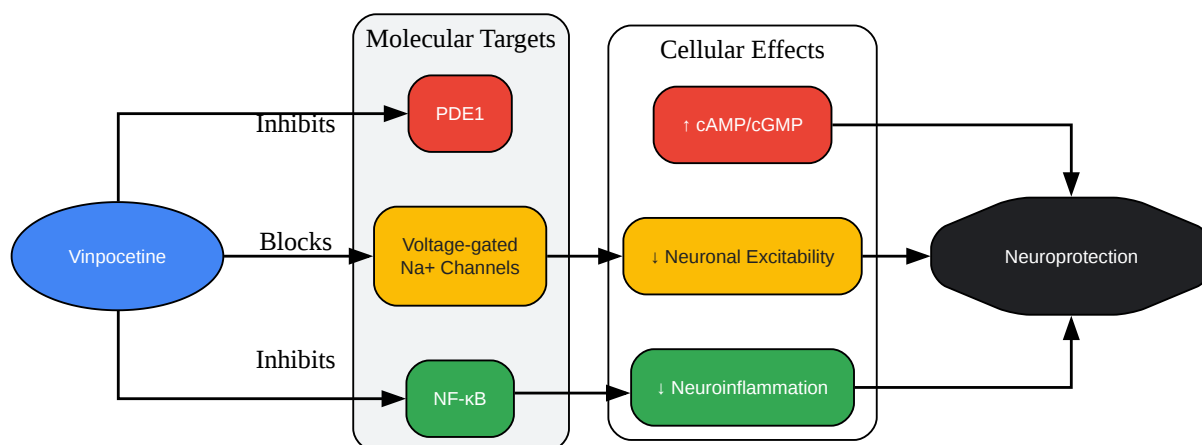 Molecular Targets
Cellular Effects
PDE1
Inhibits
↑ cAMP/cGMP
Vinpocetine
Blocks
Voltage-gated
Na+ Channels
↓ Neuronal Excitability
Neuroprotection
Inhibits
NF-κB
↓ Neuroinflammation